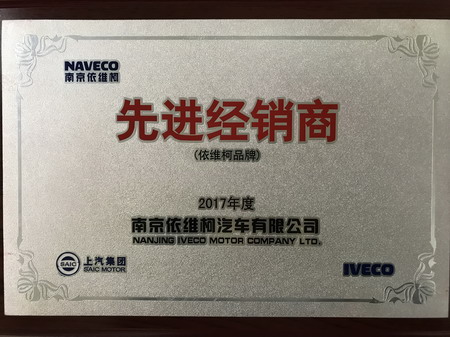 NAVECO
南京依维柯
先进经销商
(依维柯品牌)
2017年度
南京依维柯汽车有限公司
NANJING IVECO MOTOR COMPANY LTD.
SAIC 上汽集团
SAIC MOTOR
IVECO